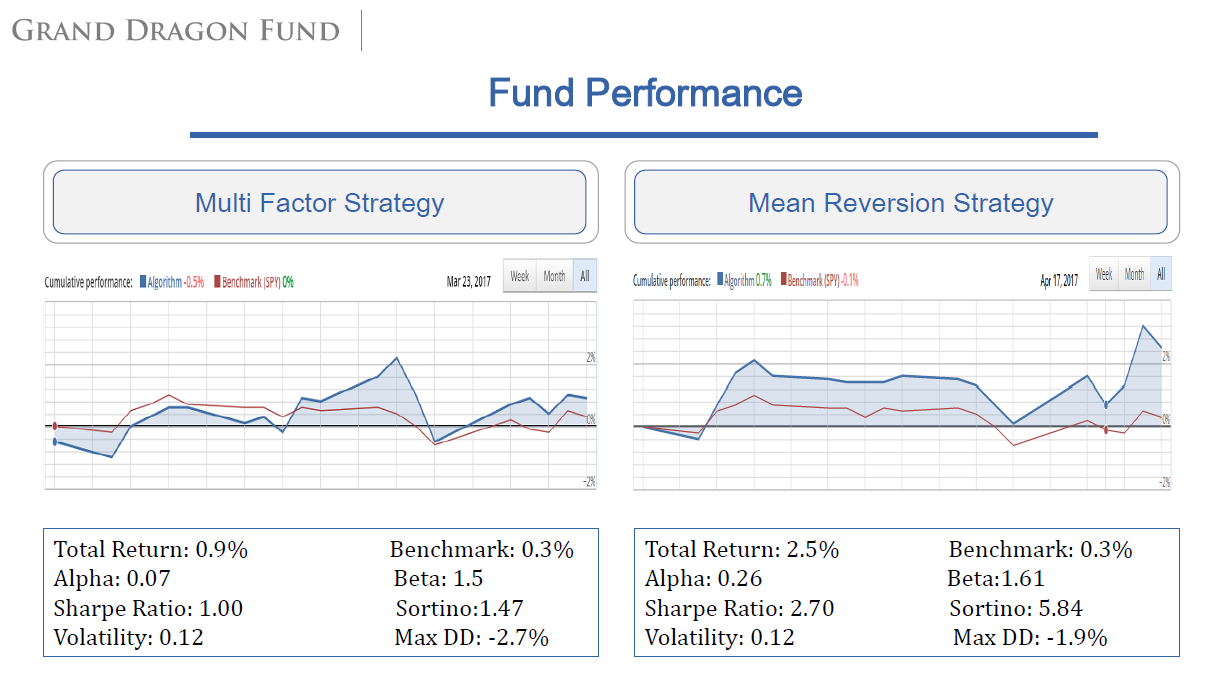 GRAND DRAGON FUND
Fund Performance
Multi Factor Strategy
Cumulative performance: Algorithm -0.5% Benchmark (SPY) 0% Mar 23, 2017 Week Month All
2%
0%
-2%
Total Return: 0.9% Benchmark: 0.3%
Alpha: 0.07 Beta: 1.5
Sharpe Ratio: 1.00 Sortino:1.47
Volatility: 0.12 Max DD: -2.7%
Mean Reversion Strategy
Cumulative performance: Algorithm 0.7% Benchmark (SPY) -0.1% Apr 17, 2017 Week Month All
2%
0%
-2%
Total Return: 2.5% Benchmark: 0.3%
Alpha: 0.26 Beta:1.61
Sharpe Ratio: 2.70 Sortino: 5.84
Volatility: 0.12 Max DD: -1.9%